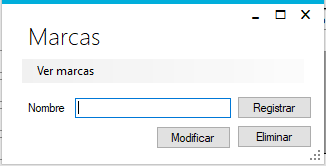 Marcas
Ver marcas
Nombre Registrar
Modificar Eliminar